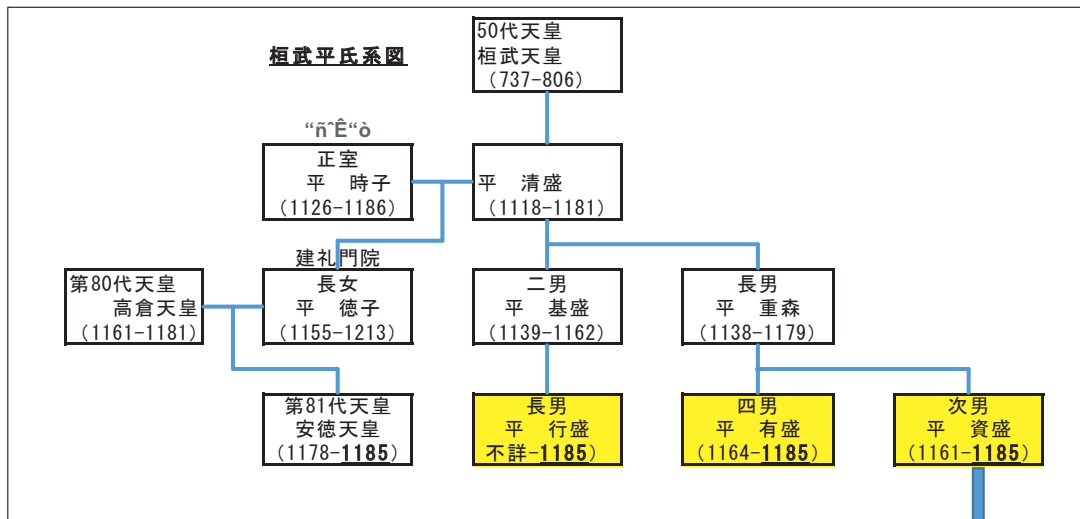 桓武平氏系図
50代天皇
桓武天皇
(737-806)
“ñˆÊ“ò
正室
平 時子
(1126-1186)
平 清盛
(1118-1181)
建礼門院
第80代天皇
高倉天皇
(1161-1181)
長女
平 徳子
(1155-1213)
二男
平 基盛
(1139-1162)
長男
平 重森
(1138-1179)
第81代天皇
安徳天皇
(1178-1185)
長男
平 行盛
不詳-1185)
四男
平 有盛
(1164-1185)
次男
平 資盛
(1161-1185)